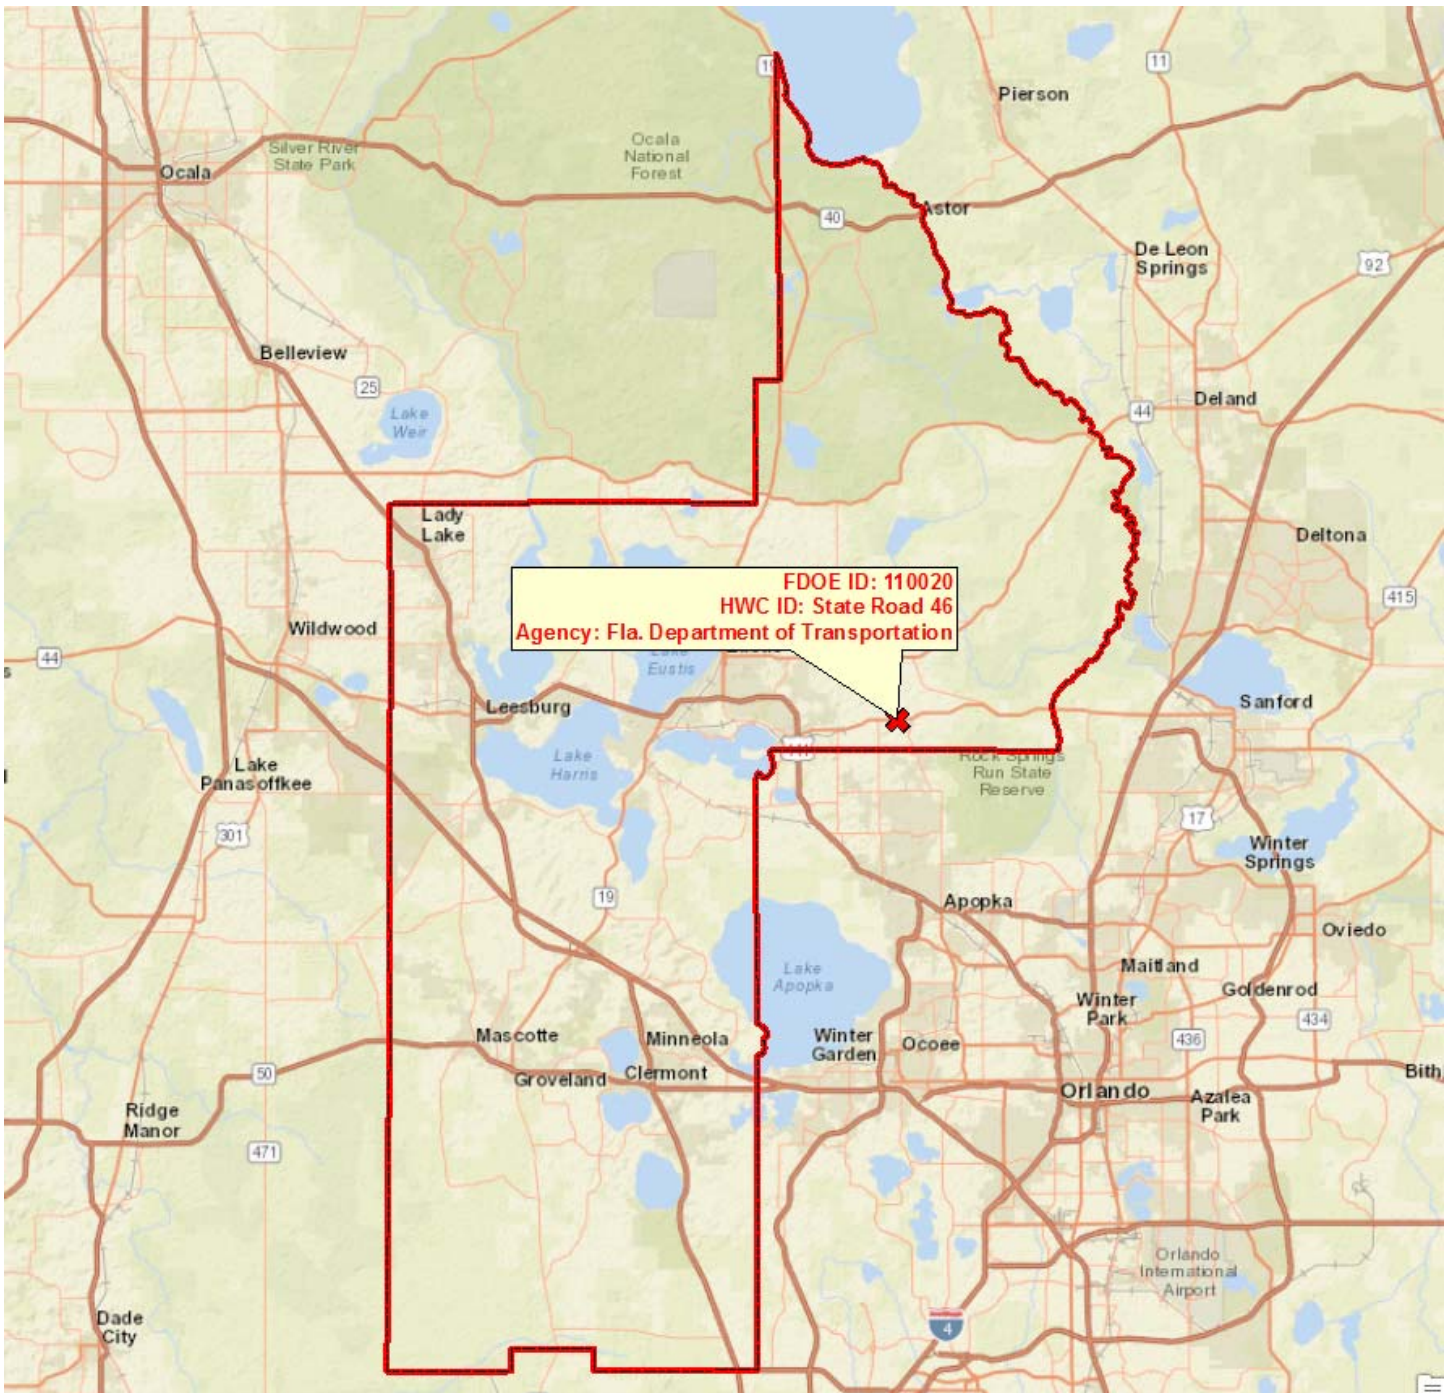 11
Pierson
19
Ocala
National
Forest
Silver River
State Park
Ocala
Astor
40
De Leon
Springs
92
Belleview
25
Lake
Weir
Deland
44
Lady
Lake
Deltona
FDOE ID: 110020
HWC ID: State Road 46
Agency: Fla. Department of Transportation
415
Wildwood
44
Lake
Eustis
Leesburg
Sanford
Lake
Harris
441
Rock Springs
Run State
Reserve
Lake
Panasoffkee
301
17
Winter
Springs
19
Apopka
Oviedo
Lake
Apopka
Maitland
Goldenrod
Winter
Park
434
Mascotte
Minneola
Winter
Garden
Ocoee
436
50
Groveland
Clermont
Orlando
Bith
Azalea
Park
Ridge
Manor
471
Orlando
International
Airport
Dade
City
4